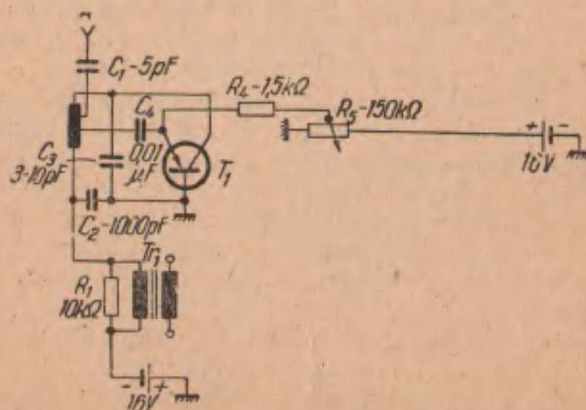 C₁-5pF
R₄-1,5kΩ
R₅-150kΩ
C₄
0,01
μF
C₃
3-10pF
T₁
+ -
16V
C₂-1000pF
Tr₁
R₁
10kΩ
- +
16V